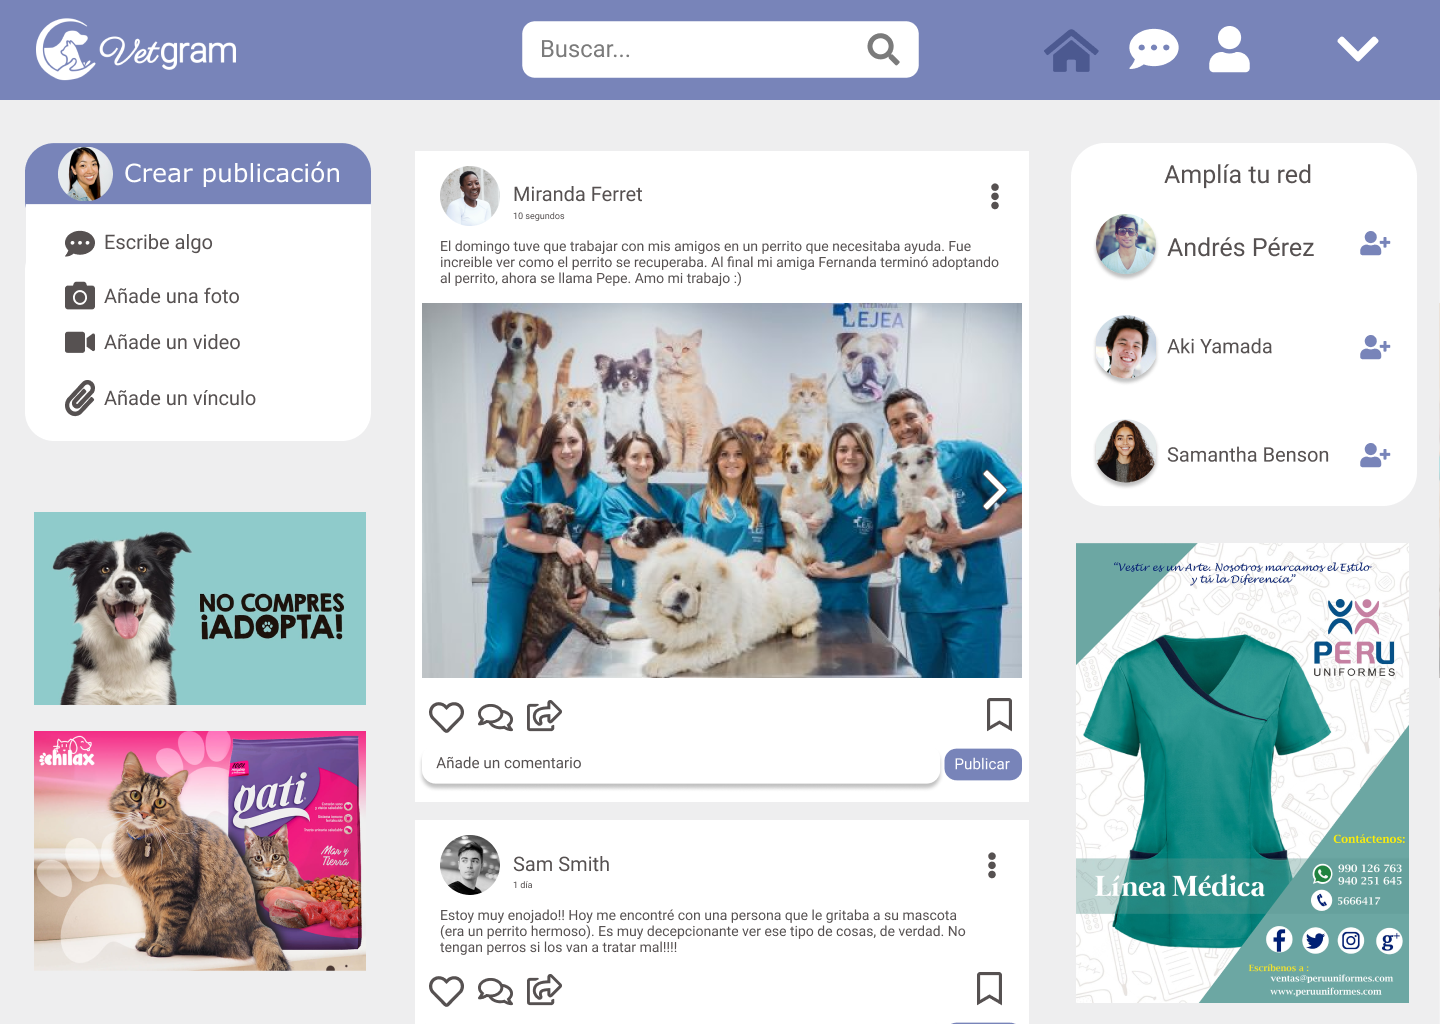 Vetgram
Buscar...
Crear publicación
Escribe algo
Añade una foto
Añade un video
Añade un vínculo
NO COMPRES
¡ADOPTA!
chilax
gati
Mar y
Tierra
Miranda Ferret
10 segundos
El domingo tuve que trabajar con mis amigos en un perrito que necesitaba ayuda. Fue
increible ver como el perrito se recuperaba. Al final mi amiga Fernanda terminó adoptando
al perrito, ahora se llama Pepe. Amo mi trabajo :)
VETERINARIA
LEJEA
Añade un comentario
Publicar
Sam Smith
1 día
Estoy muy enojado!! Hoy me encontré con una persona que le gritaba a su mascota
(era un perrito hermoso). Es muy decepcionante ver ese tipo de cosas, de verdad. No
tengan perros si los van a tratar mal!!!!
Amplía tu red
Andrés Pérez
Aki Yamada
Samantha Benson
“Vestir es un Arte. Nosotros marcamos el Estilo
y tú la Diferencia”
PERU
UNIFORMES
Contáctenos:
990 126 763
940 251 645
5666417
Línea Médica
Escríbenos a :
ventas@peruuniformes.com
www.peruuniformes.com